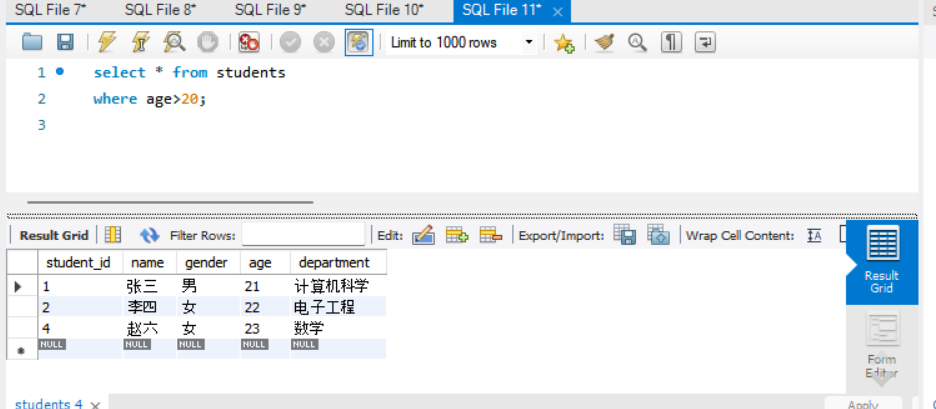 SQL File 7* SQL File 8* SQL File 9* SQL File 10* SQL File 11* ×
Limit to 1000 rows
1 select * from students
2 where age>20;
3
Result Grid Filter Rows: Edit: Export/Import: Wrap Cell Content:
student_id name gender age department
1 张三 男 21 计算机科学
2 李四 女 22 电子工程
4 赵六 女 23 数学
NULL NULL NULL NULL NULL
Result
Grid
Form
Editor
students 4 × Apply